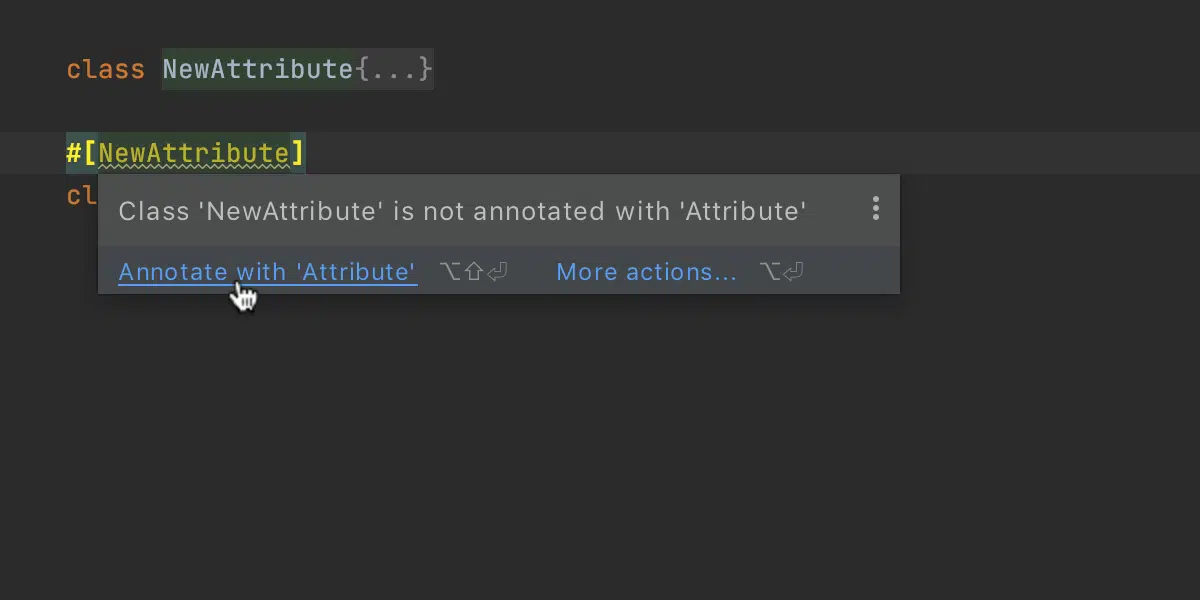 class NewAttribute{...}
#[NewAttribute]
cl
Class 'NewAttribute' is not annotated with 'Attribute'
Annotate with 'Attribute' ⌥⇧⏎ More actions... ⌥⏎